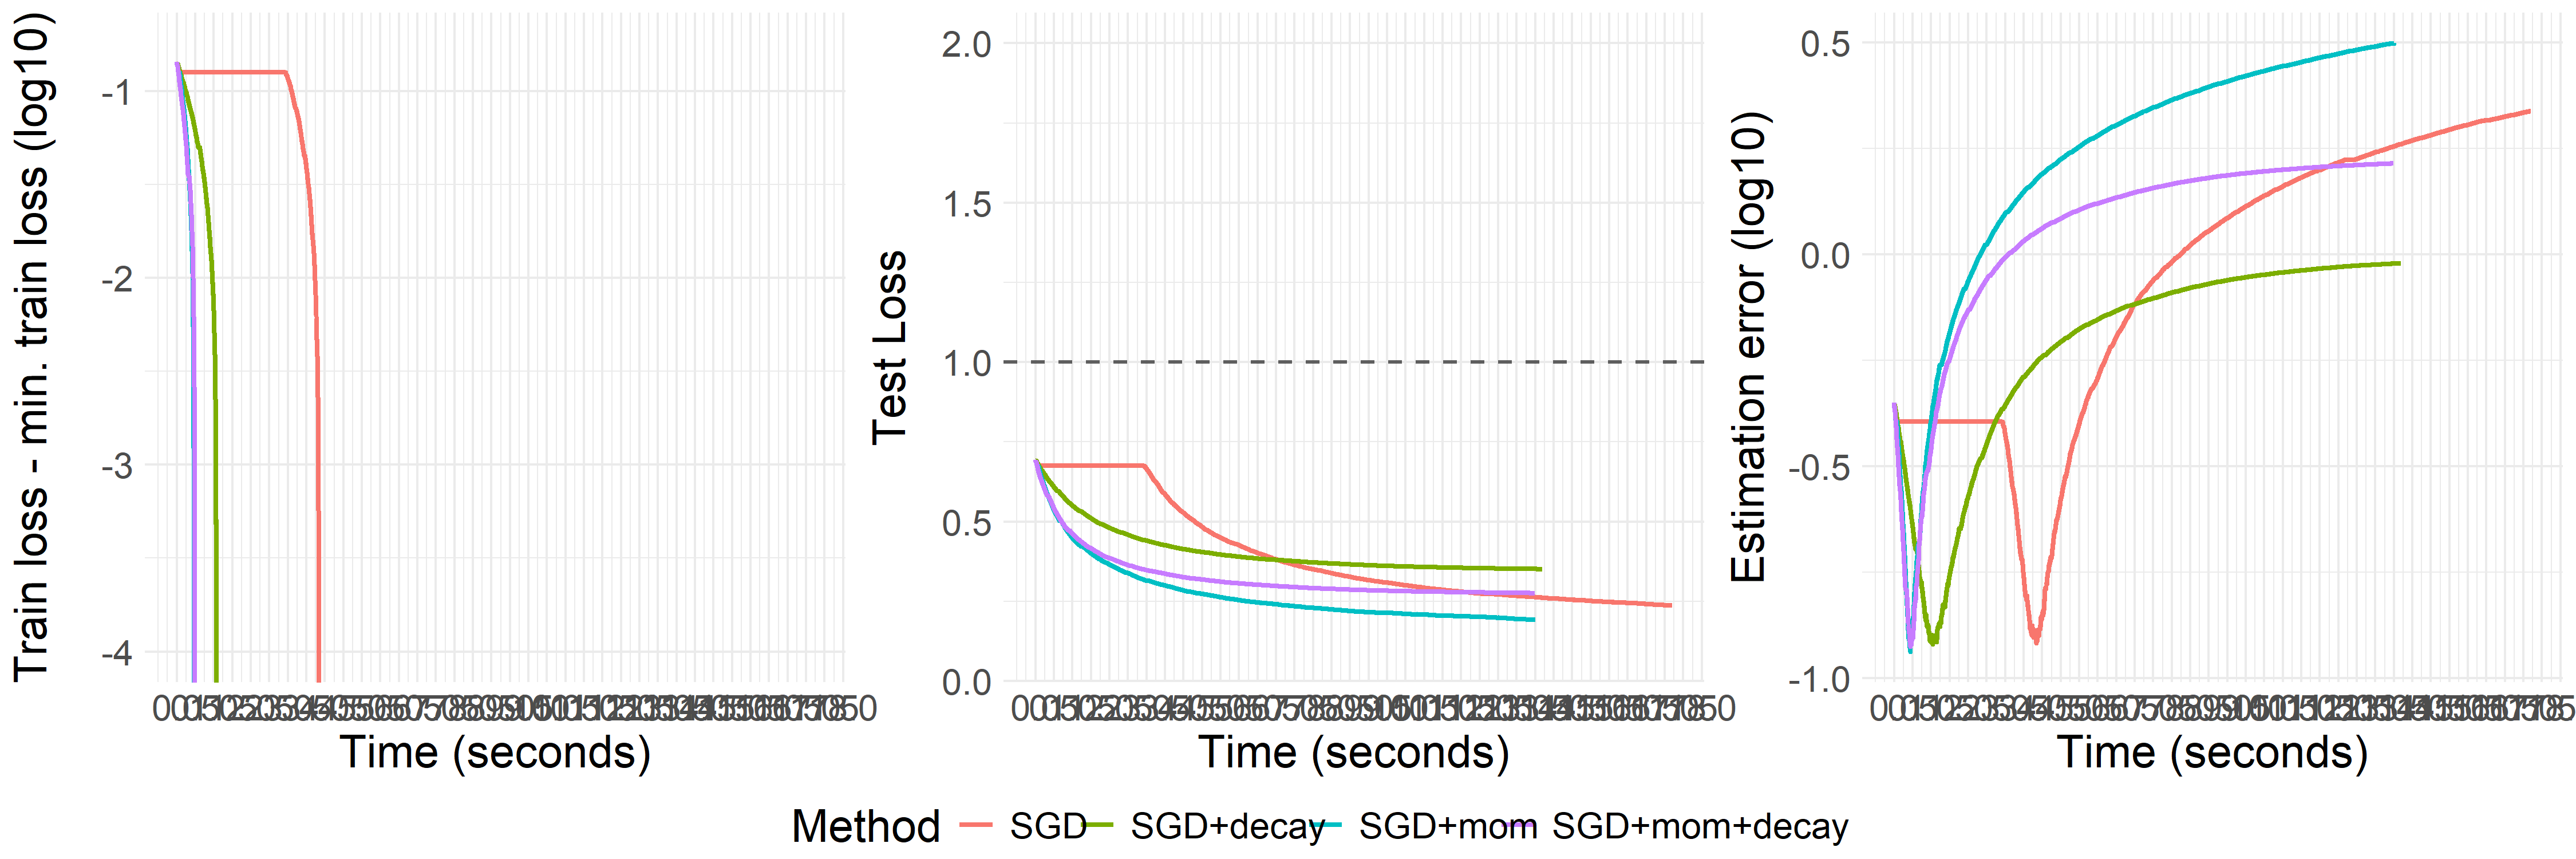 Train loss - min. train loss (log10)
-1
-2
-3
-4
Time (seconds)
Test Loss
2.0
1.5
1.0
0.5
0.0
Time (seconds)
Estimation error (log10)
0.5
0.0
-0.5
-1.0
Time (seconds)
Method SGD SGD+decay SGD+mom SGD+mom+decay